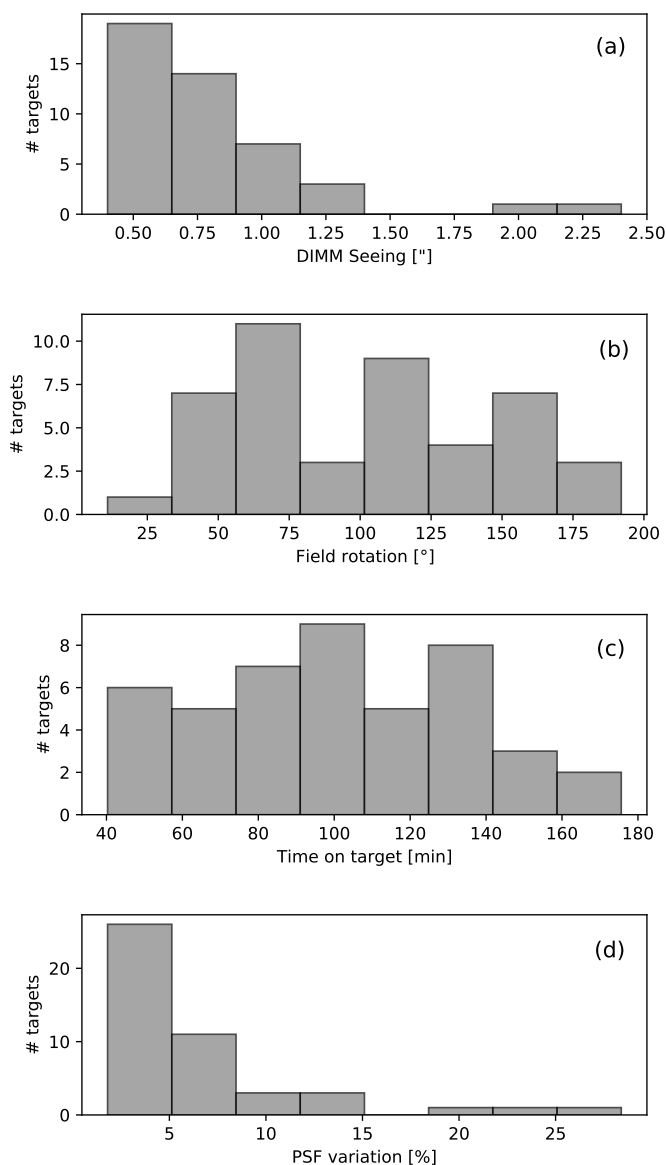 (a)
# targets
15
10
5
0
0.50 0.75 1.00 1.25 1.50 1.75 2.00 2.25 2.50
DIMM Seeing ["]
(b)
# targets
10.0
7.5
5.0
2.5
0.0
25 50 75 100 125 150 175 200
Field rotation [°]
(c)
# targets
8
6
4
2
0
40 60 80 100 120 140 160 180
Time on target [min]
(d)
# targets
20
10
0
5 10 15 20 25
PSF variation [%]